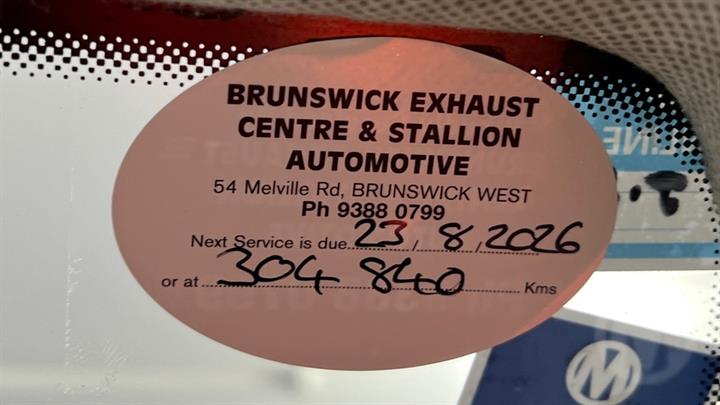 BRUNSWICK EXHAUST
CENTRE & STALLION
AUTOMOTIVE
54 Melville Rd, BRUNSWICK WEST
Ph 9388 0799
Next Service is due 23/8/2026
or at 304 840 Kms
LINE
M